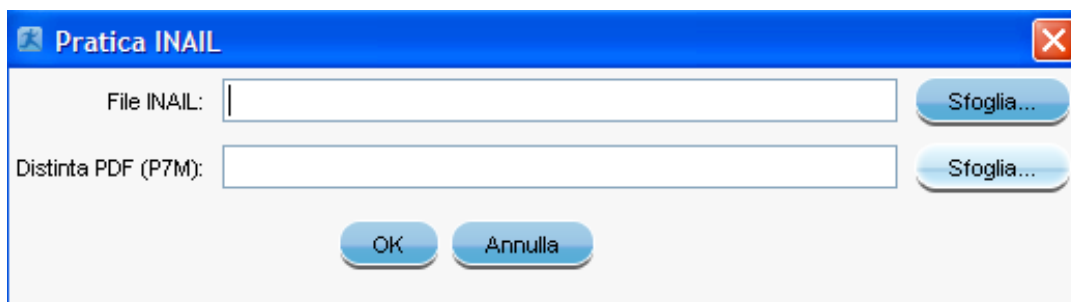 Pratica INAIL
File INAIL: Sfoglia...
Distinta PDF (P7M): Sfoglia...
OK Annulla